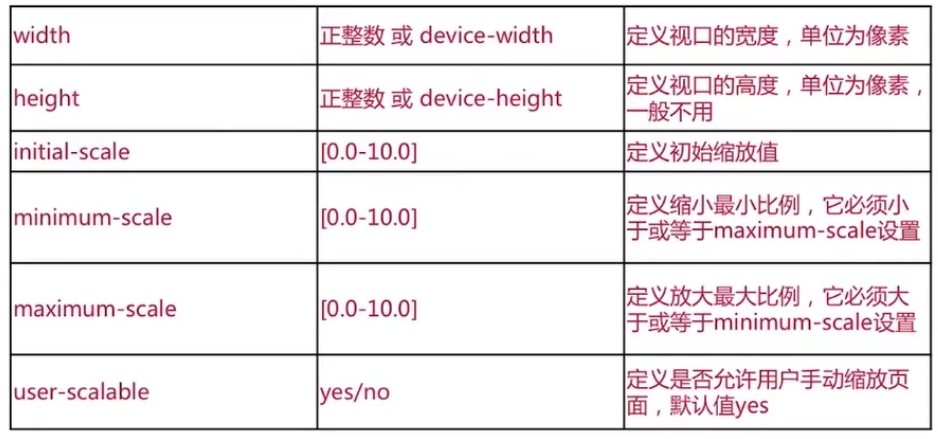 width
正整数 或 device-width
定义视口的宽度，单位为像素
height
正整数 或 device-height
定义视口的高度，单位为像素，
一般不用
initial-scale
[0.0-10.0]
定义初始缩放值
minimum-scale
[0.0-10.0]
定义缩小最小比例，它必须小
于或等于maximum-scale设置
maximum-scale
[0.0-10.0]
定义放大最大比例，它必须大
于或等于minimum-scale设置
user-scalable
yes/no
定义是否允许用户手动缩放页
面，默认值yes